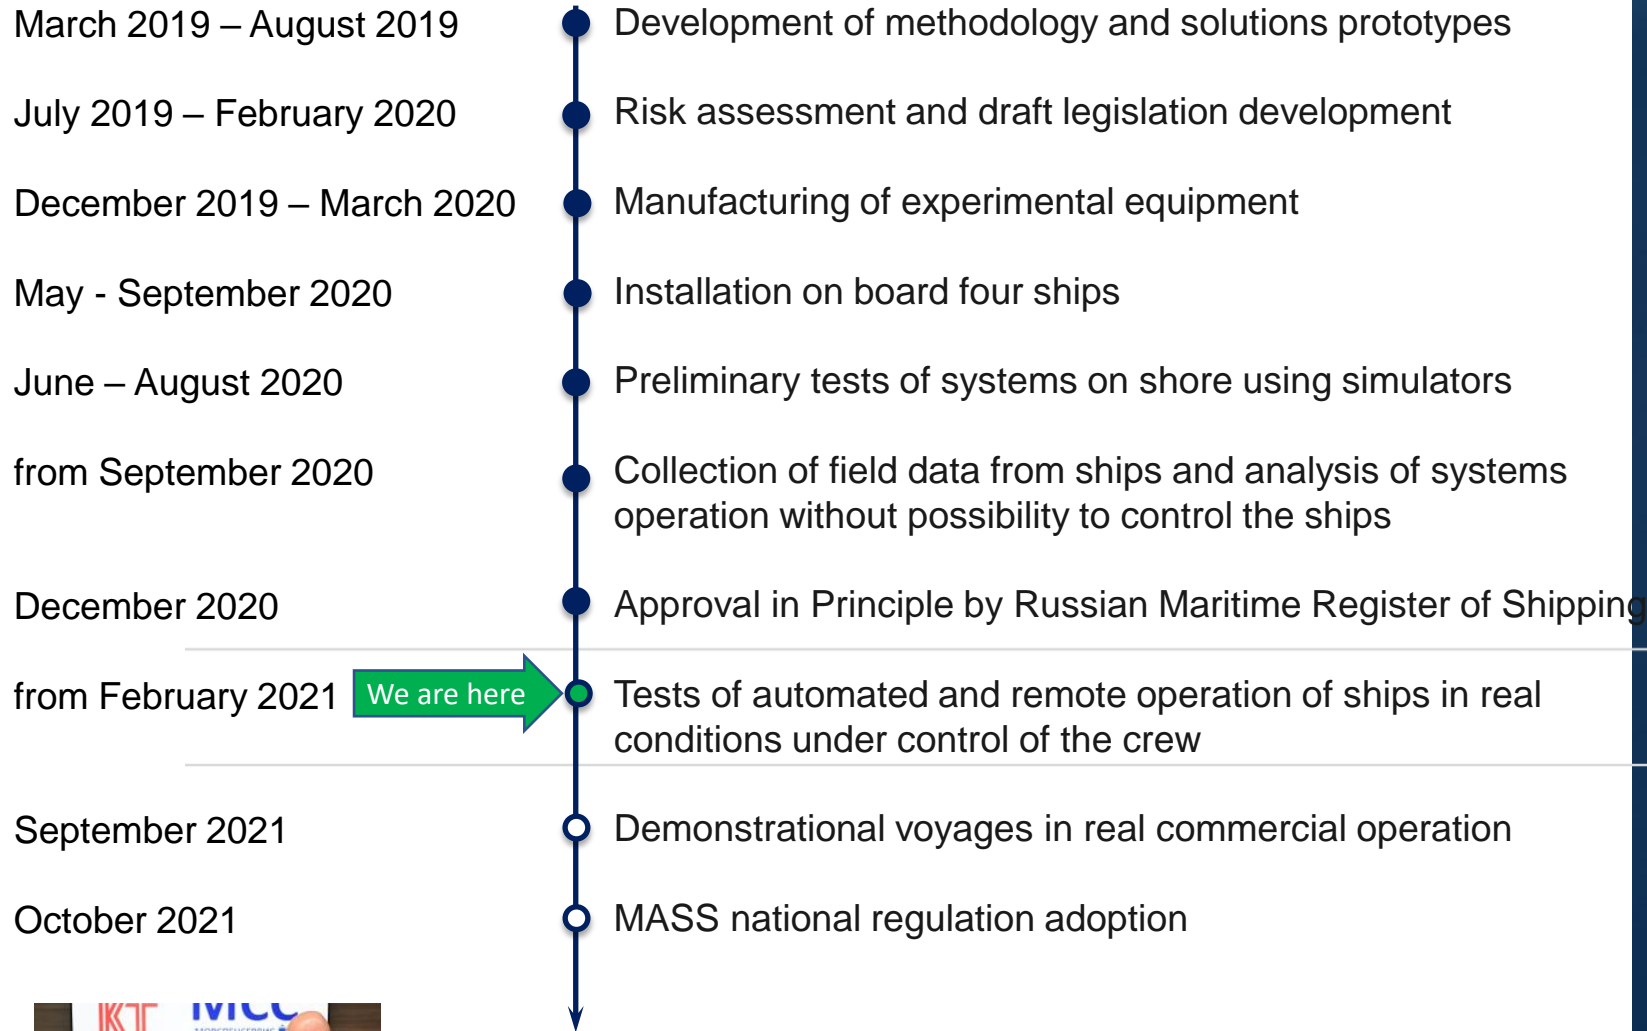 March 2019 – August 2019
Development of methodology and solutions prototypes
July 2019 – February 2020
Risk assessment and draft legislation development
December 2019 – March 2020
Manufacturing of experimental equipment
May - September 2020
Installation on board four ships
June – August 2020
Preliminary tests of systems on shore using simulators
from September 2020
Collection of field data from ships and analysis of systems
operation without possibility to control the ships
December 2020
Approval in Principle by Russian Maritime Register of Shipping
from February 2021
We are here
Tests of automated and remote operation of ships in real
conditions under control of the crew
September 2021
Demonstrational voyages in real commercial operation
October 2021
MASS national regulation adoption
KT